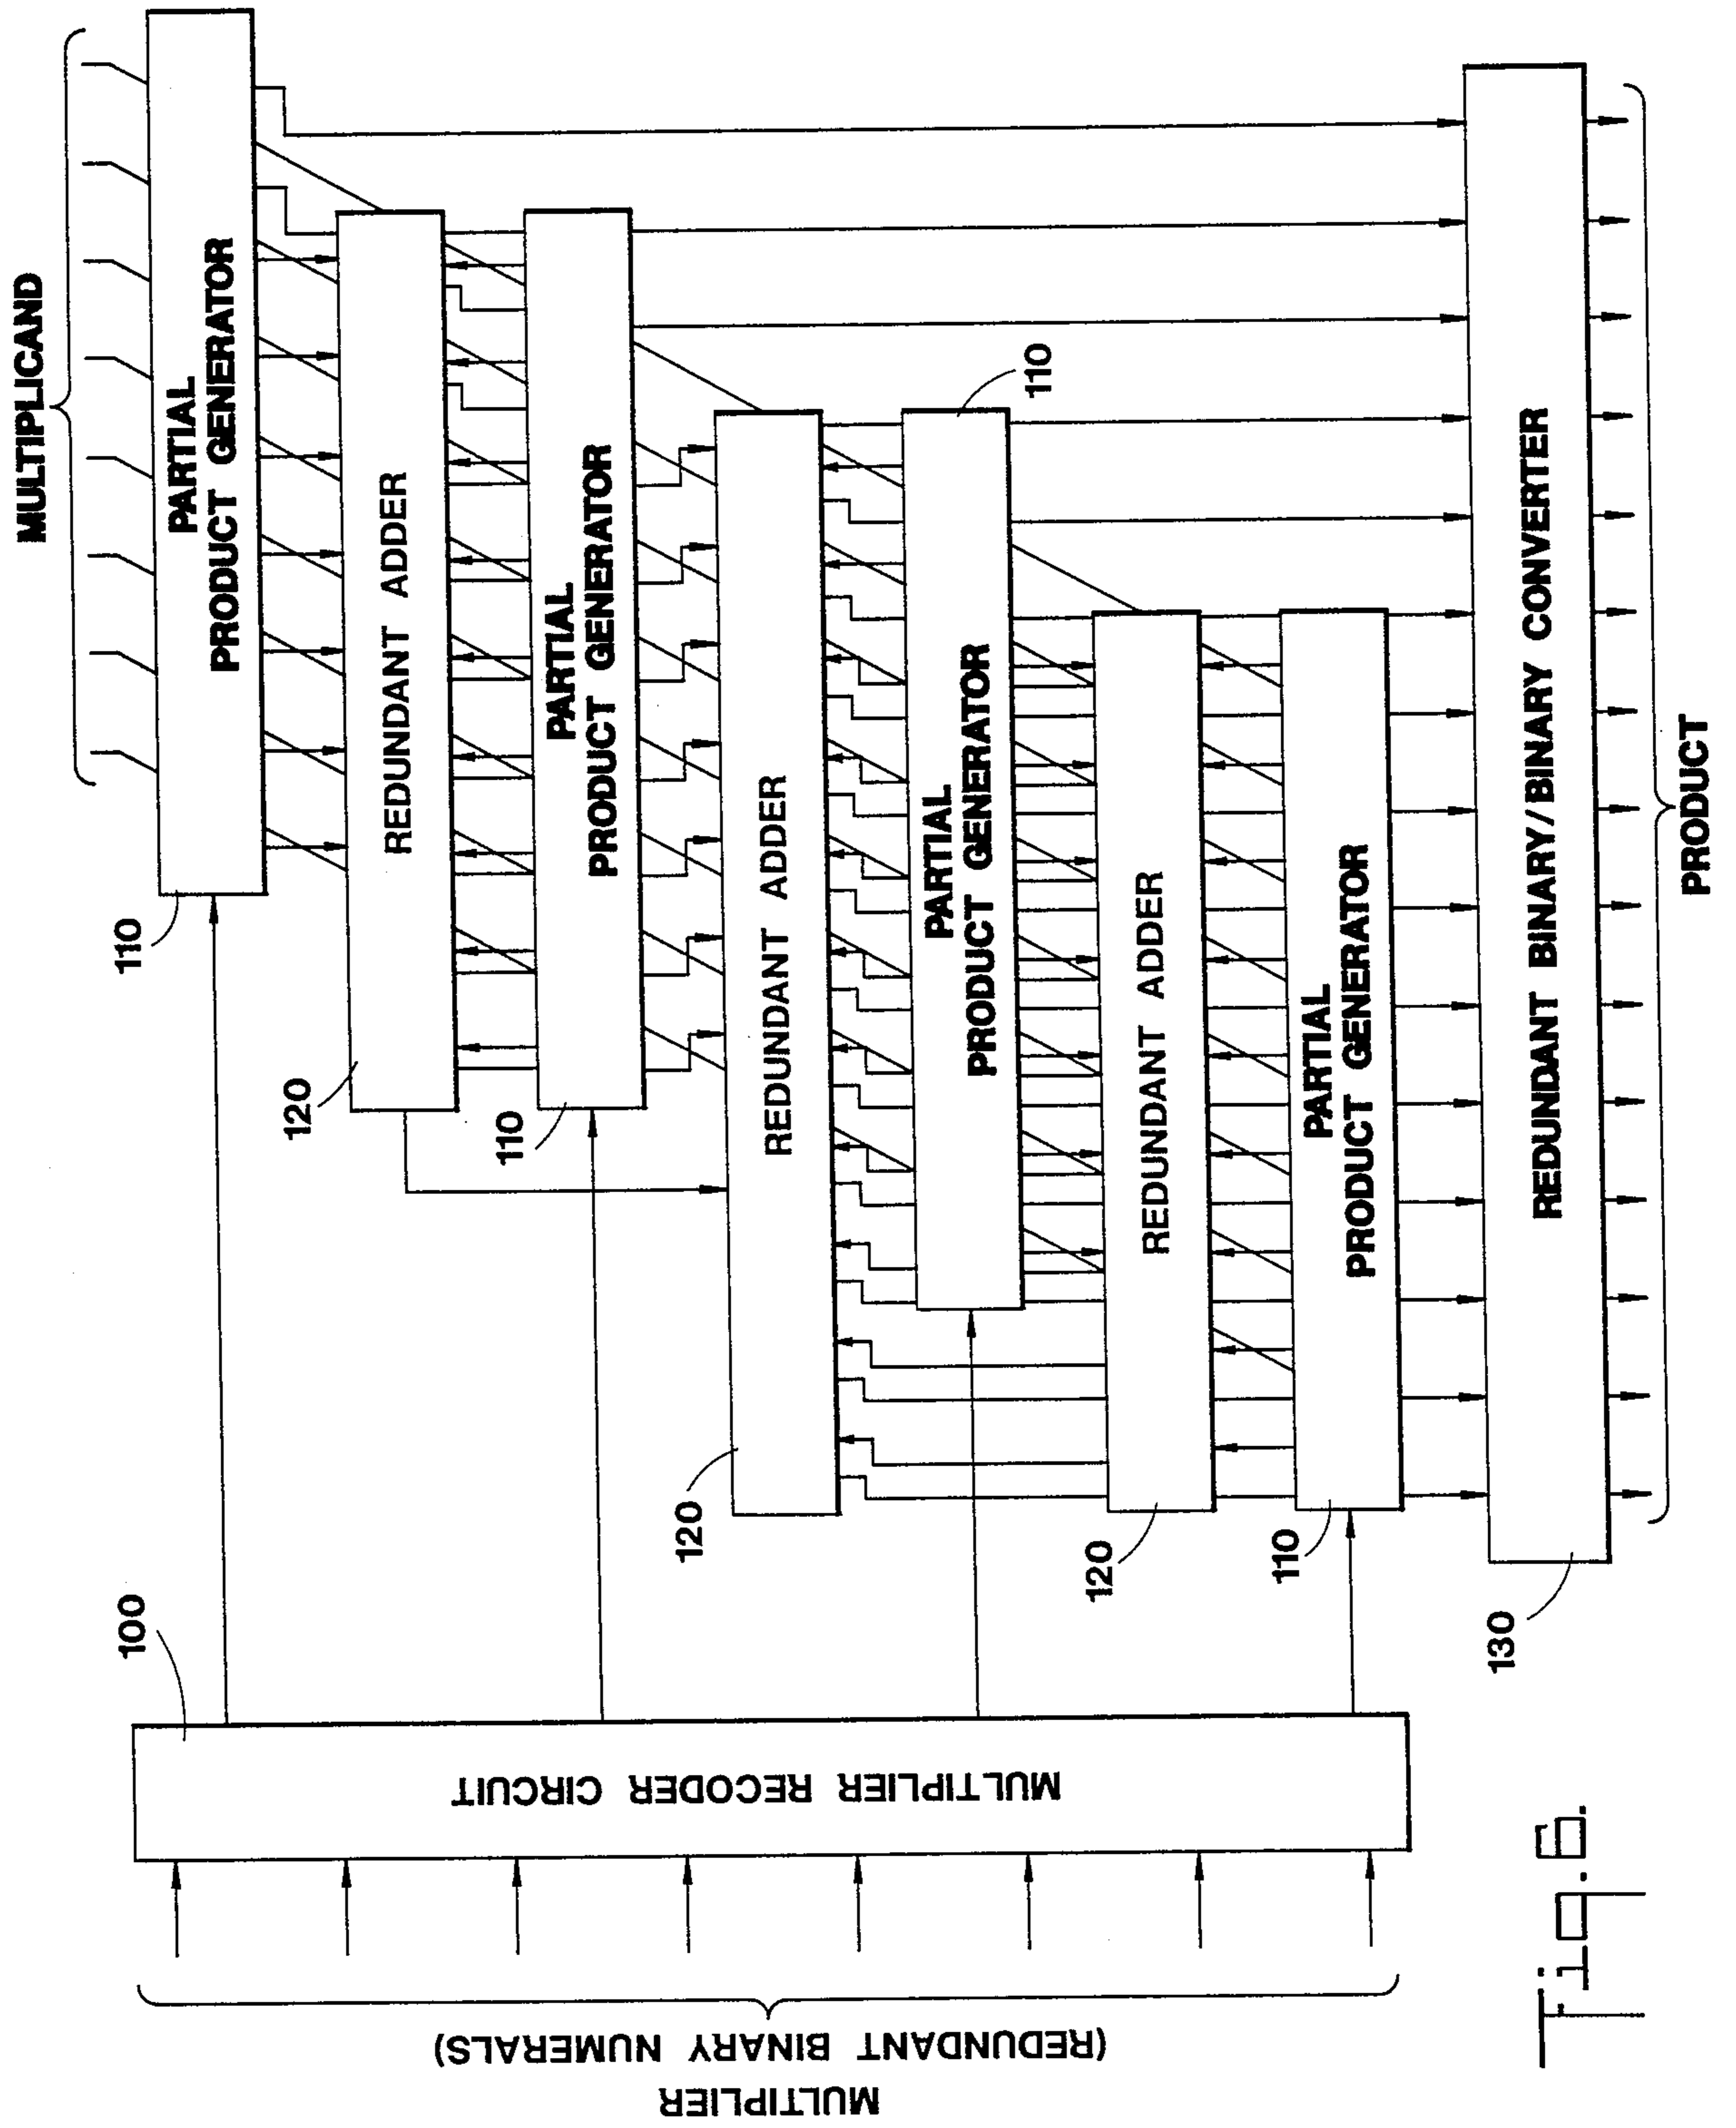 MULTIPLICAND
PARTIAL
PRODUCT GENERATOR
110
REDUNDANT ADDER
120
PARTIAL
PRODUCT GENERATOR
110
REDUNDANT ADDER
120
PARTIAL
PRODUCT GENERATOR
110
REDUNDANT ADDER
120
PARTIAL
PRODUCT GENERATOR
110
REDUNDANT BINARY/BINARY CONVERTER
130
PRODUCT
100
MULTIPLIER RECODER CIRCUIT
MULTIPLIER
(REDUNDANT BINARY NUMERALS)
Fig.6.